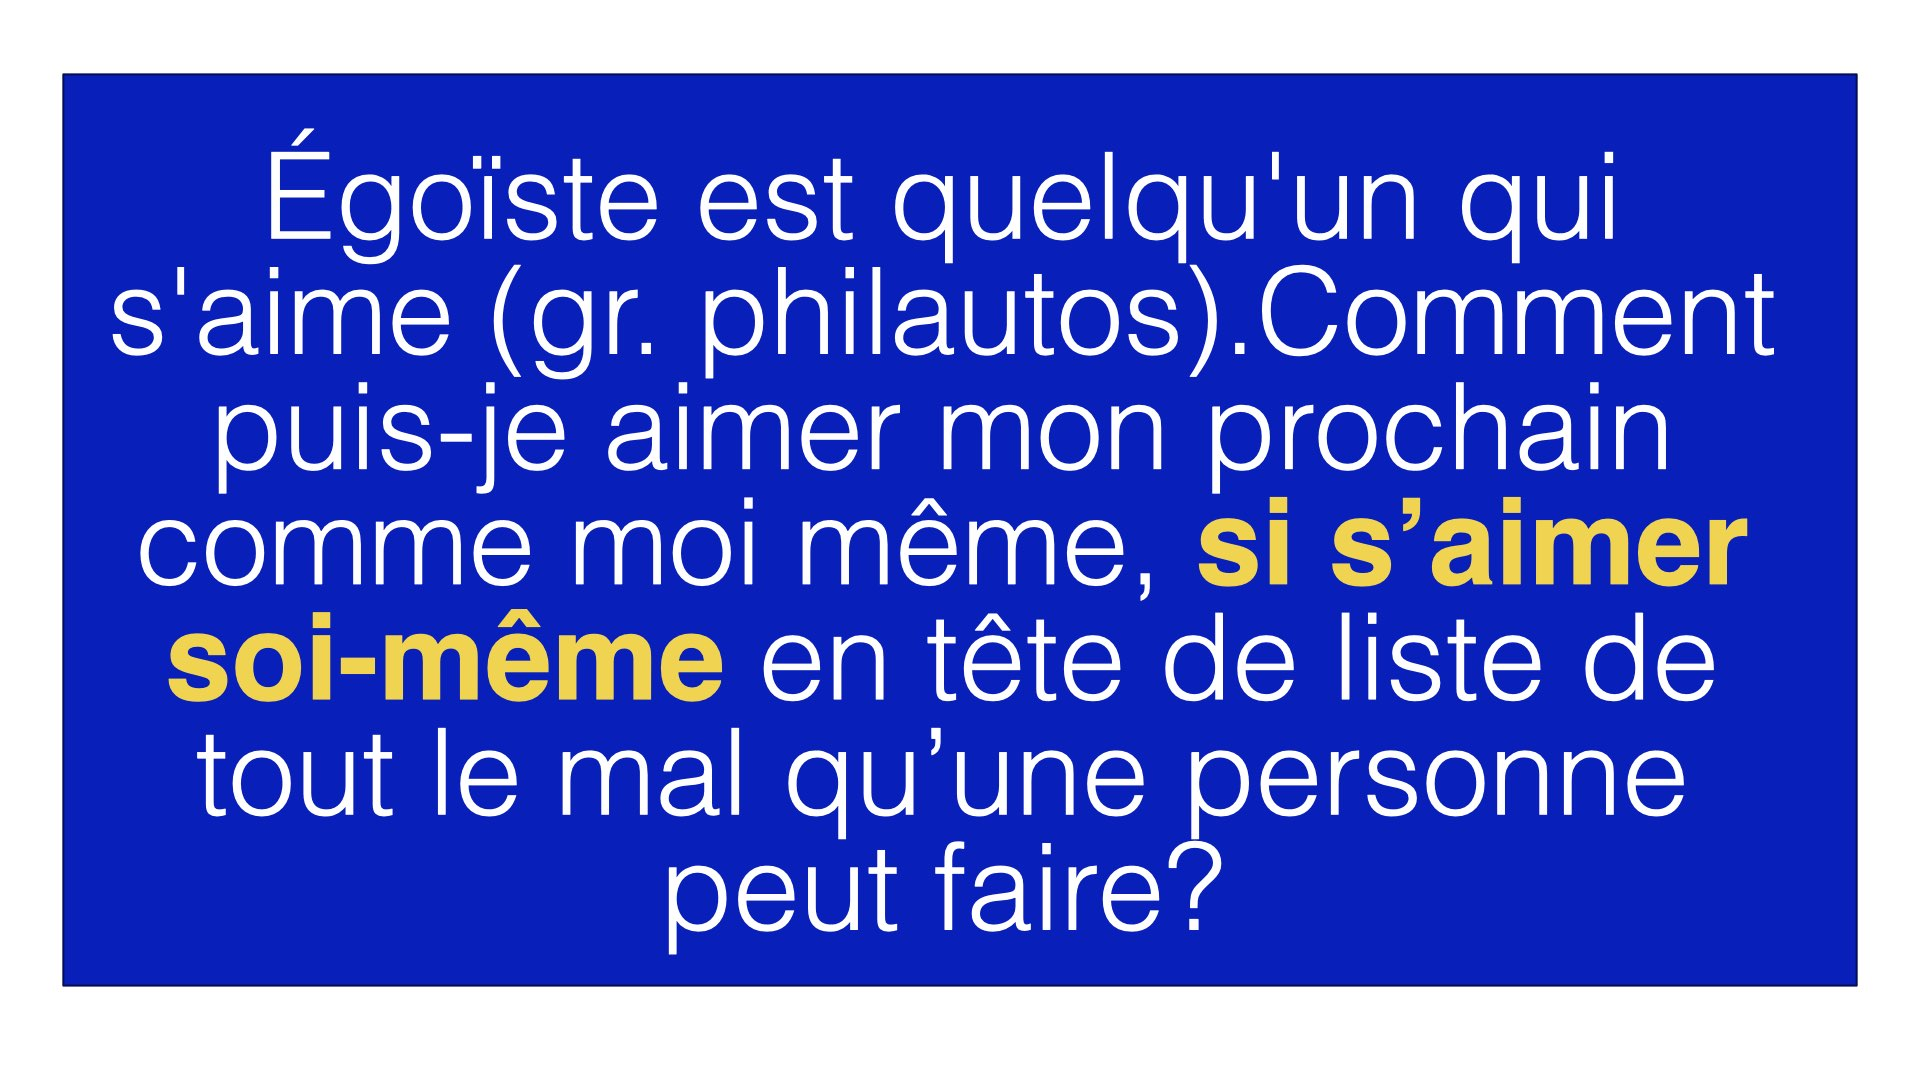 Égoïste est quelqu'un qui
s'aime (gr. philautos).Comment
puis-je aimer mon prochain
comme moi même, si s’aimer
soi-même en tête de liste de
tout le mal qu’une personne
peut faire?